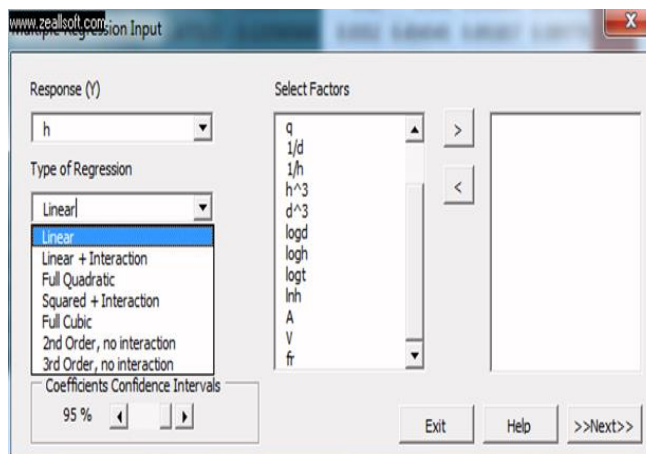 www.zeallsoft.com
Regression Input
X
Response (Y)
h
Type of Regression
Linear
Linear
Linear + Interaction
Full Quadratic
Squared + Interaction
Full Cubic
2nd Order, no interaction
3rd Order, no interaction
Coefficients Confidence Intervals
95 %
Select Factors
q
1/d
1/h
h^3
d^3
logd
logh
logt
lnh
A
V
fr
>
<
Exit
Help
>>Next>>